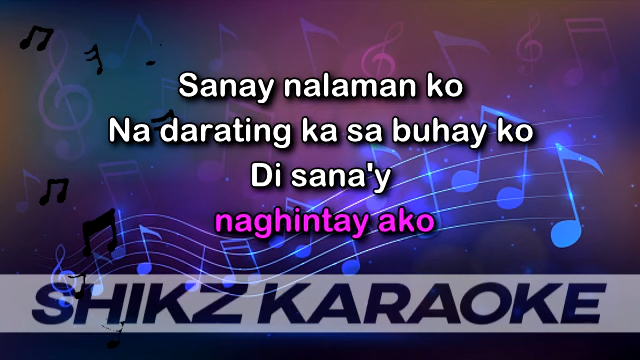 Sanay nalaman ko
Na darating ka sa buhay ko
Di sana'y
naghintay ako
SHIKZ KARAOKE